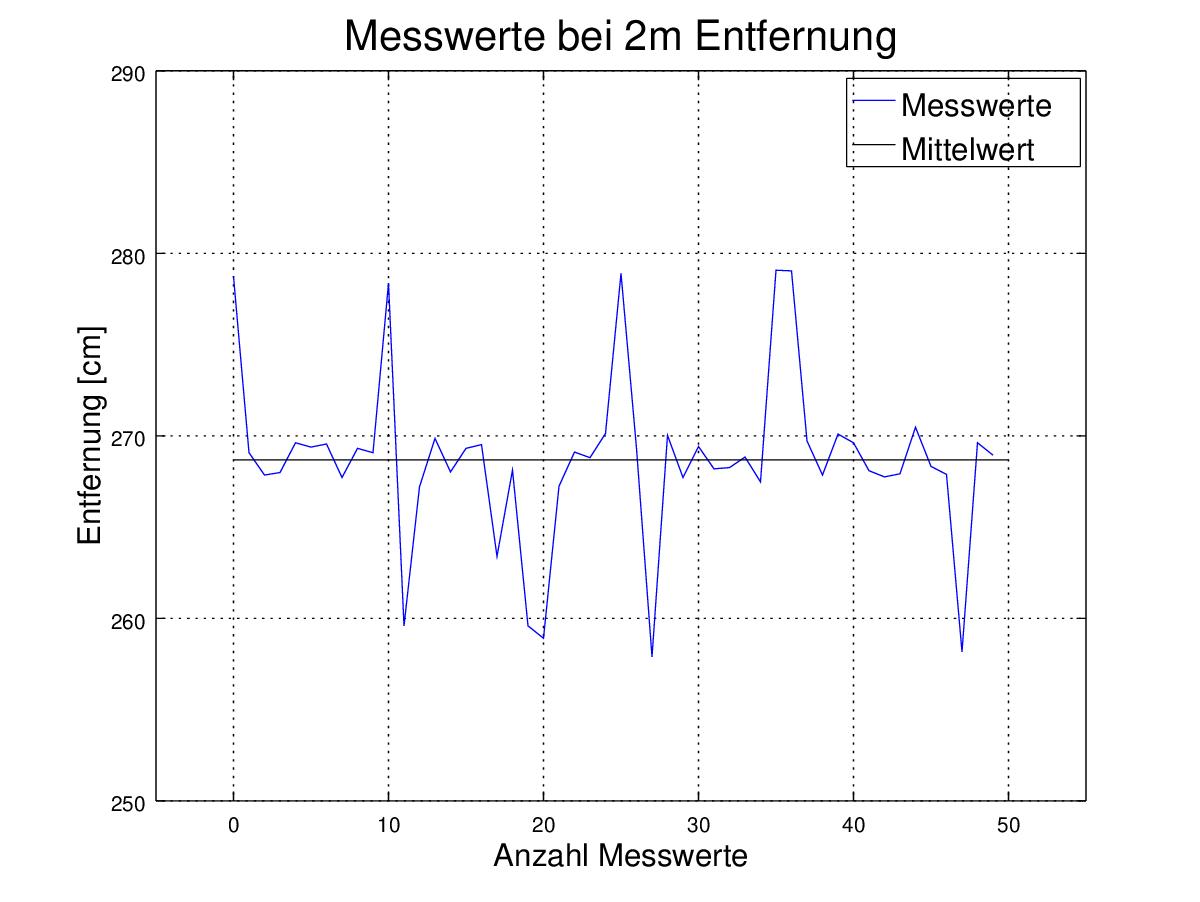 Messwerte bei 2m Entfernung
290
280
270
260
250
Entfernung [cm]
Messwerte
Mittelwert
0 10 20 30 40 50
Anzahl Messwerte